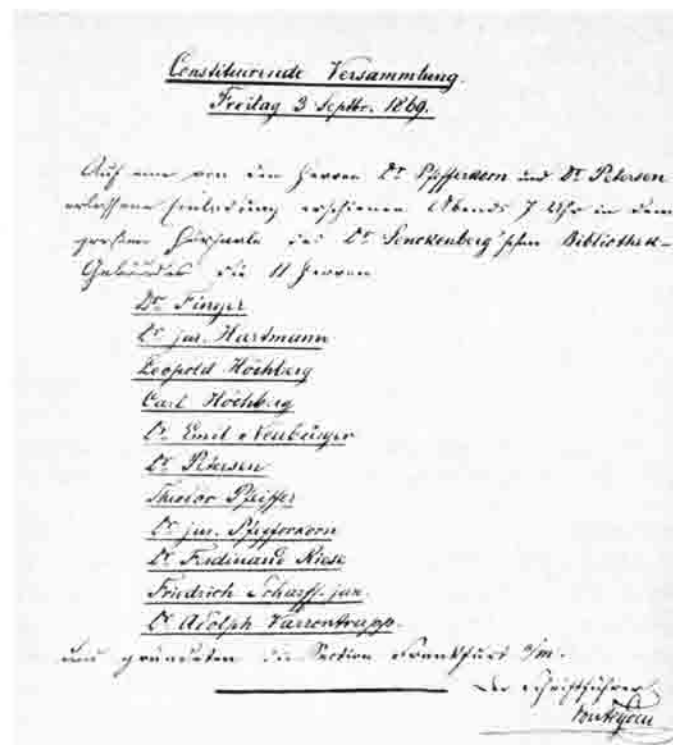 Constituirende Versammlung.
Freitag 3 Septbr. 1869.
Auf eine von den Herren Dr Pfefferkorn und Dr Petersen
erlassene Einladung erschienen Abends 7 Uhr in dem
grossen Hörsaale des Dr Senckenberg'schen Bibliothek-
Gebäudes die 11 Herren
Dr Finger
Dr jur. Hartmann
Leopold Höchberg
Carl Höchberg
Dr Emil Neubürger
Dr Petersen
Theodor Pfeiffer
Dr jur. Pfefferkorn
Dr Ferdinand Riese
Friedrich Scharff jun.
Dr Adolph Varrentrapp.
und gründeten die Section Frankfurt a/m.
Der Schriftführer